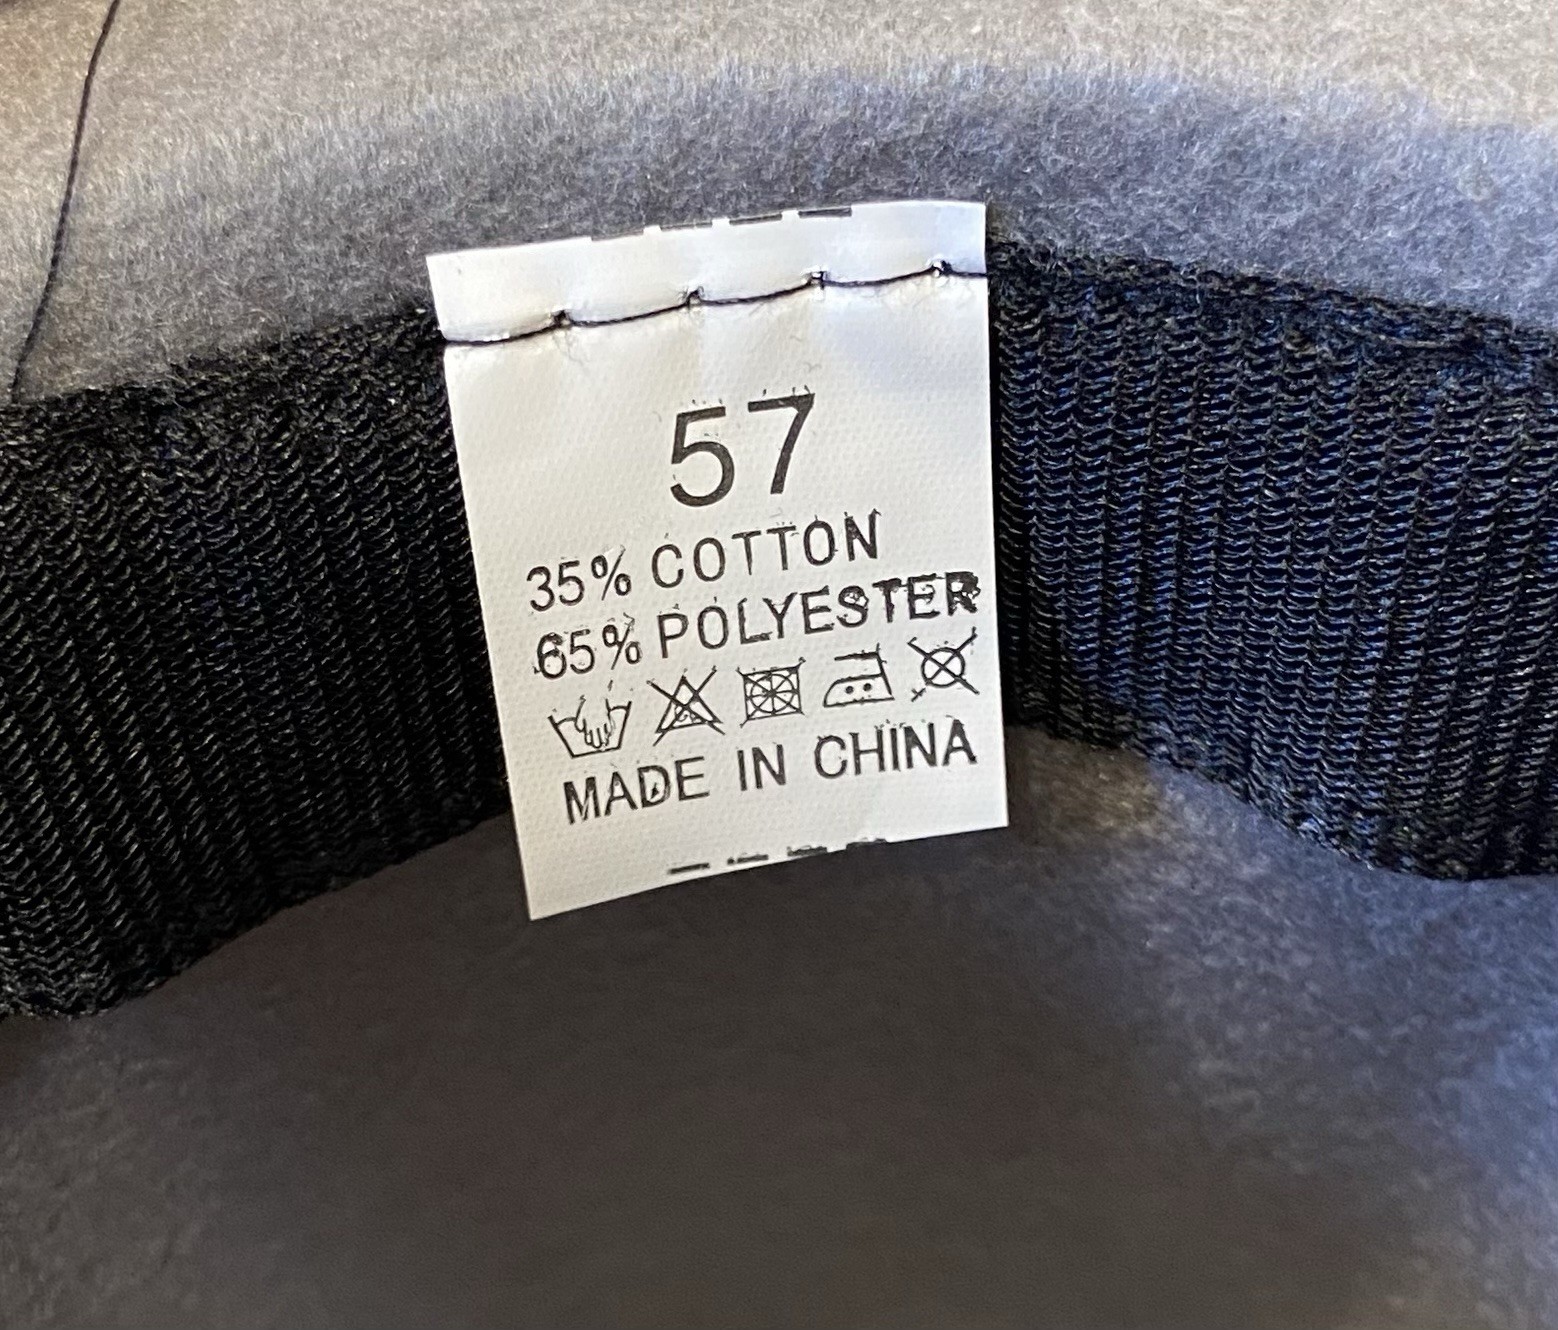 57
35% COTTON
65% POLYESTER
MADE IN CHINA